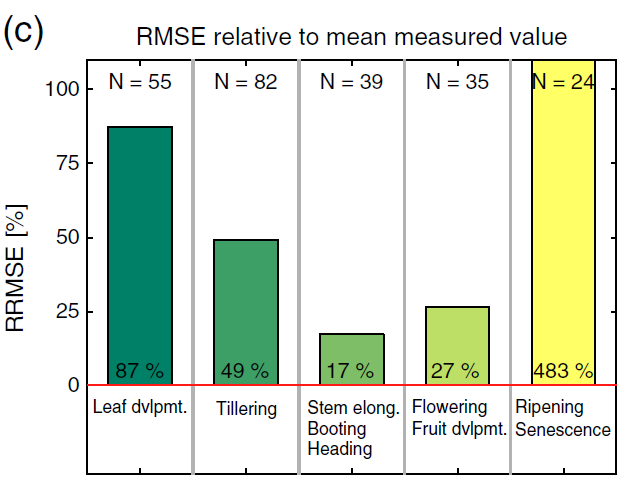 (c)
RMSE relative to mean measured value
N = 55 N = 82 N = 39 N = 35 N = 24
100
75
50
25
0
RRMSE [%]
87 % 49 % 17 % 27 % 483 %
Leaf dvlpmt. Tillering Stem elong. Flowering Ripening
Booting Fruit dvlpmt. Senescence
Heading